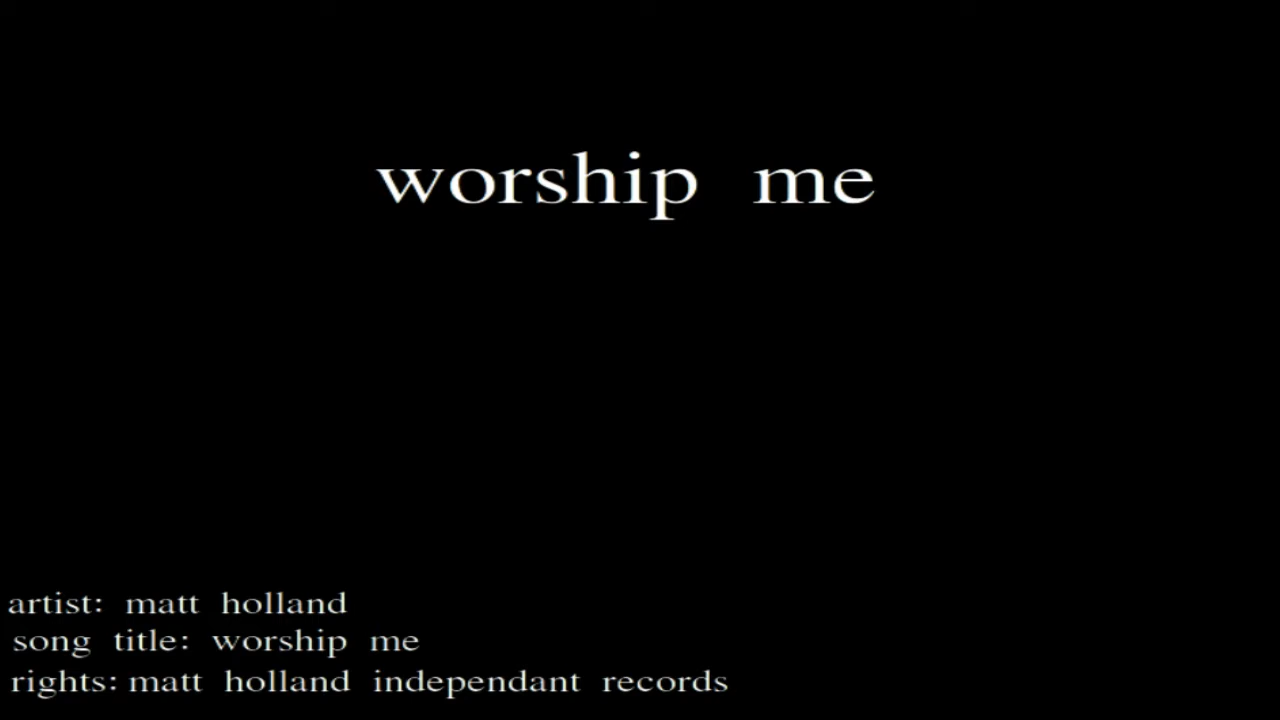 worship me
artist: matt holland
song title: worship me
rights: matt holland independant records